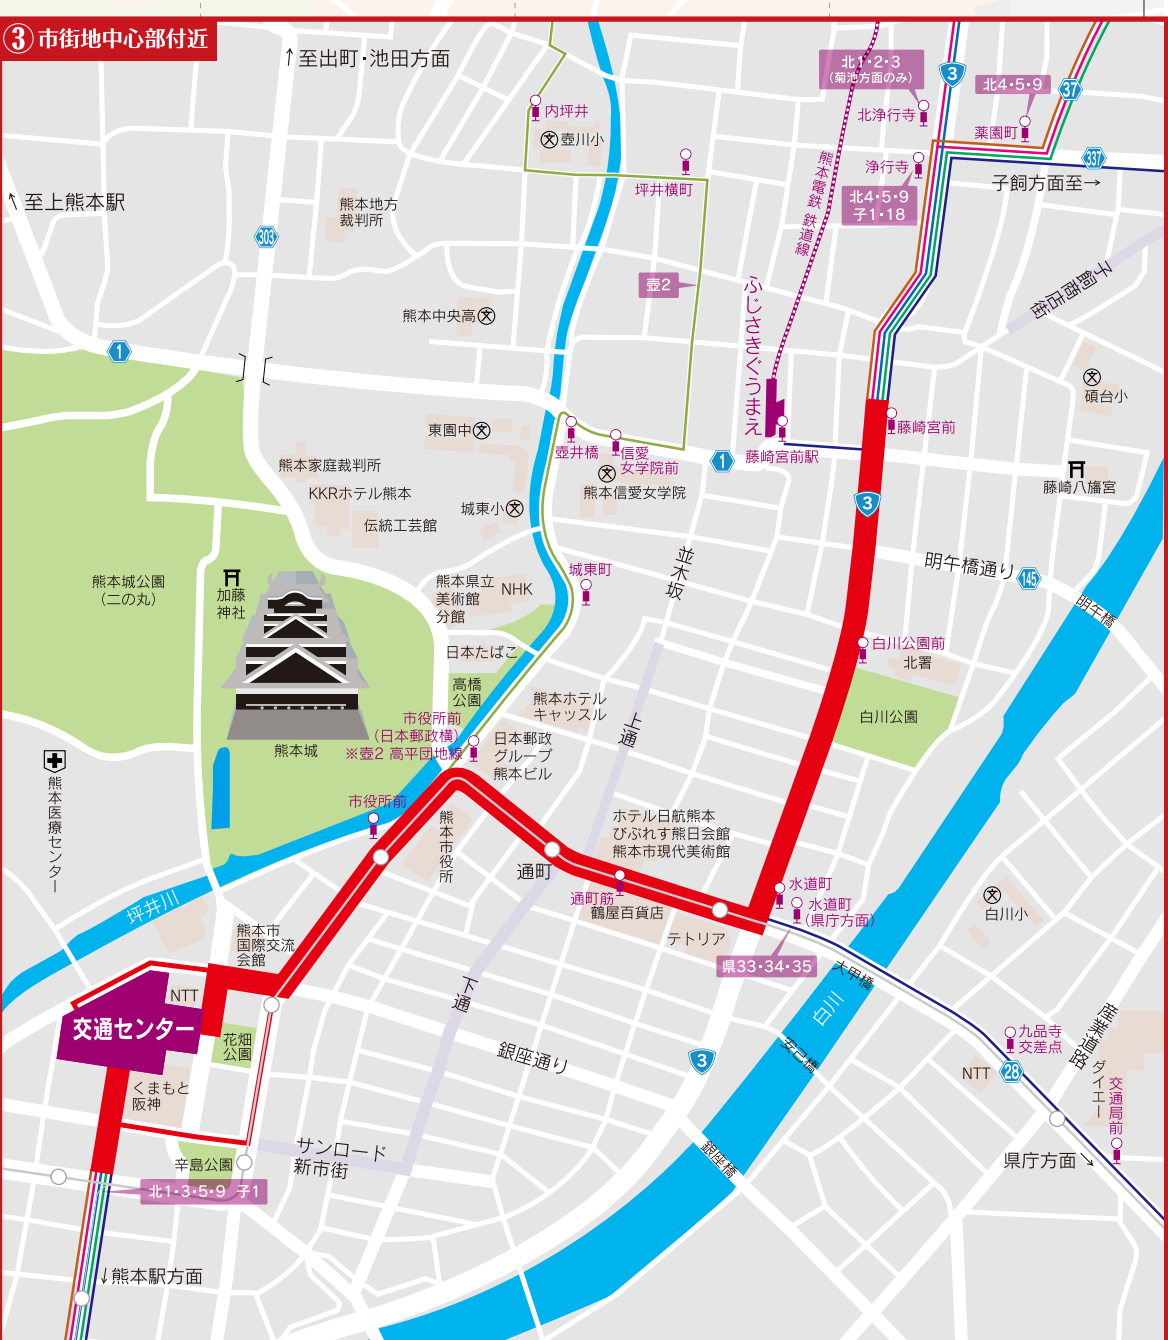 ③ 市街地中心部付近
↑至出町・池田方面
北1・2・3
(菊池方面のみ)
3
北4・5・9
37
内坪井
壺川小
文
北浄行寺
薬園町
337
坪井横町
熊本電鉄 鉄道線
浄行寺
北4・5・9
子1・18
子飼方面至→
↖至上熊本駅
熊本地方
裁判所
303
子飼商店街
壺2
ふじさきぐうまえ
熊本中央高
文
1
文
碩台小
東園中
文
壺井橋
信愛
女学院前
1
藤崎宮前駅
藤崎宮前
熊本家庭裁判所
KKRホテル熊本
伝統工芸館
城東小
文
文
熊本信愛女学院
3
藤崎八旛宮
並木坂
明午橋通り
145
明午橋
熊本城公園
(二の丸)
加藤
神社
熊本県立
美術館
分館
NHK
城東町
日本たばこ
白川公園前
北署
高橋
公園
熊本ホテル
キャッスル
上通
白川公園
市役所前
(日本郵政横)
※壺2 高平団地線
日本郵政
グループ
熊本ビル
熊本城
熊本医療センター
市役所前
熊本市役所
ホテル日航熊本
びぷれす熊日会館
熊本市現代美術館
通町
通町筋
鶴屋百貨店
テトリア
水道町
水道町
(県庁方面)
文
白川小
坪井川
熊本市
国際交流
会館
県33・34・35
大甲橋
NTT
交通センター
花畑
公園
下通
白川
銀座通り
3
安己橋
産業道路
九品寺
交差点
NTT
28
ダイエー
交通局前
くまもと
阪神
サンロード
新市街
辛島公園
銀座橋
県庁方面↘
北1・3・5・9 子1
↓熊本駅方面